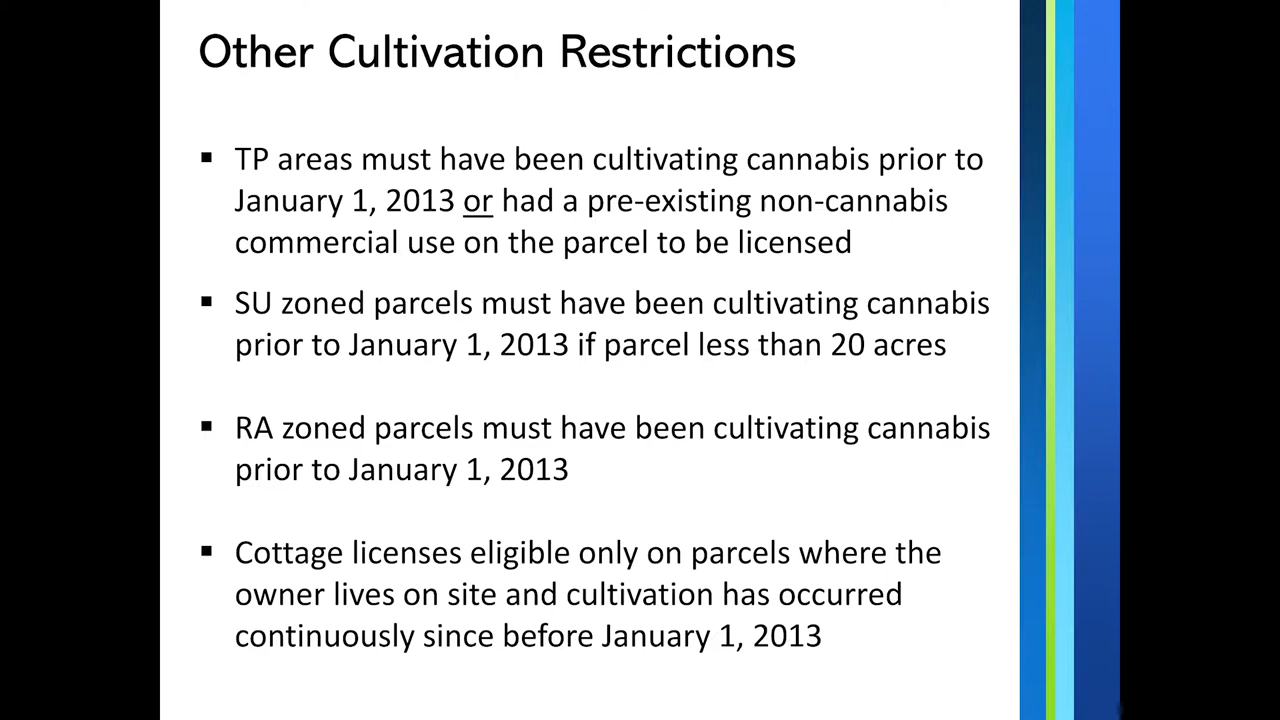 Other Cultivation Restrictions
▪ TP areas must have been cultivating cannabis prior to
January 1, 2013 or had a pre-existing non-cannabis
commercial use on the parcel to be licensed
▪ SU zoned parcels must have been cultivating cannabis
prior to January 1, 2013 if parcel less than 20 acres
▪ RA zoned parcels must have been cultivating cannabis
prior to January 1, 2013
▪ Cottage licenses eligible only on parcels where the
owner lives on site and cultivation has occurred
continuously since before January 1, 2013